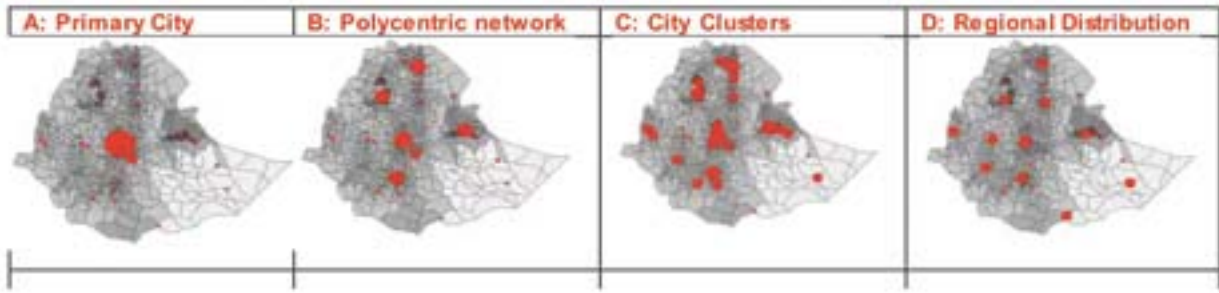 A: Primary City
B: Polycentric network
C: City Clusters
D: Regional Distribution